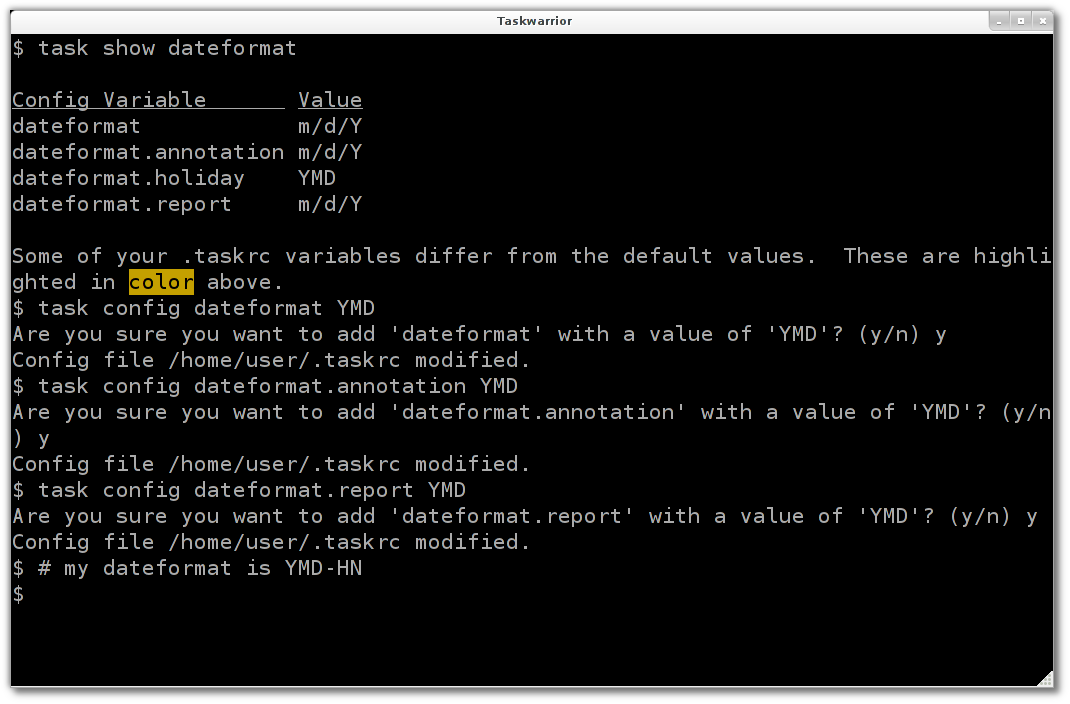 Taskwarrior
$ task show dateformat
Config Variable Value
dateformat m/d/Y
dateformat.annotation m/d/Y
dateformat.holiday YMD
dateformat.report m/d/Y
Some of your .taskrc variables differ from the default values.  These are highli
ghted in color above.
$ task config dateformat YMD
Are you sure you want to add 'dateformat' with a value of 'YMD'? (y/n) y
Config file /home/user/.taskrc modified.
$ task config dateformat.annotation YMD
Are you sure you want to add 'dateformat.annotation' with a value of 'YMD'? (y/n
) y
Config file /home/user/.taskrc modified.
$ task config dateformat.report YMD
Are you sure you want to add 'dateformat.report' with a value of 'YMD'? (y/n) y
Config file /home/user/.taskrc modified.
$ # my dateformat is YMD-HN
$